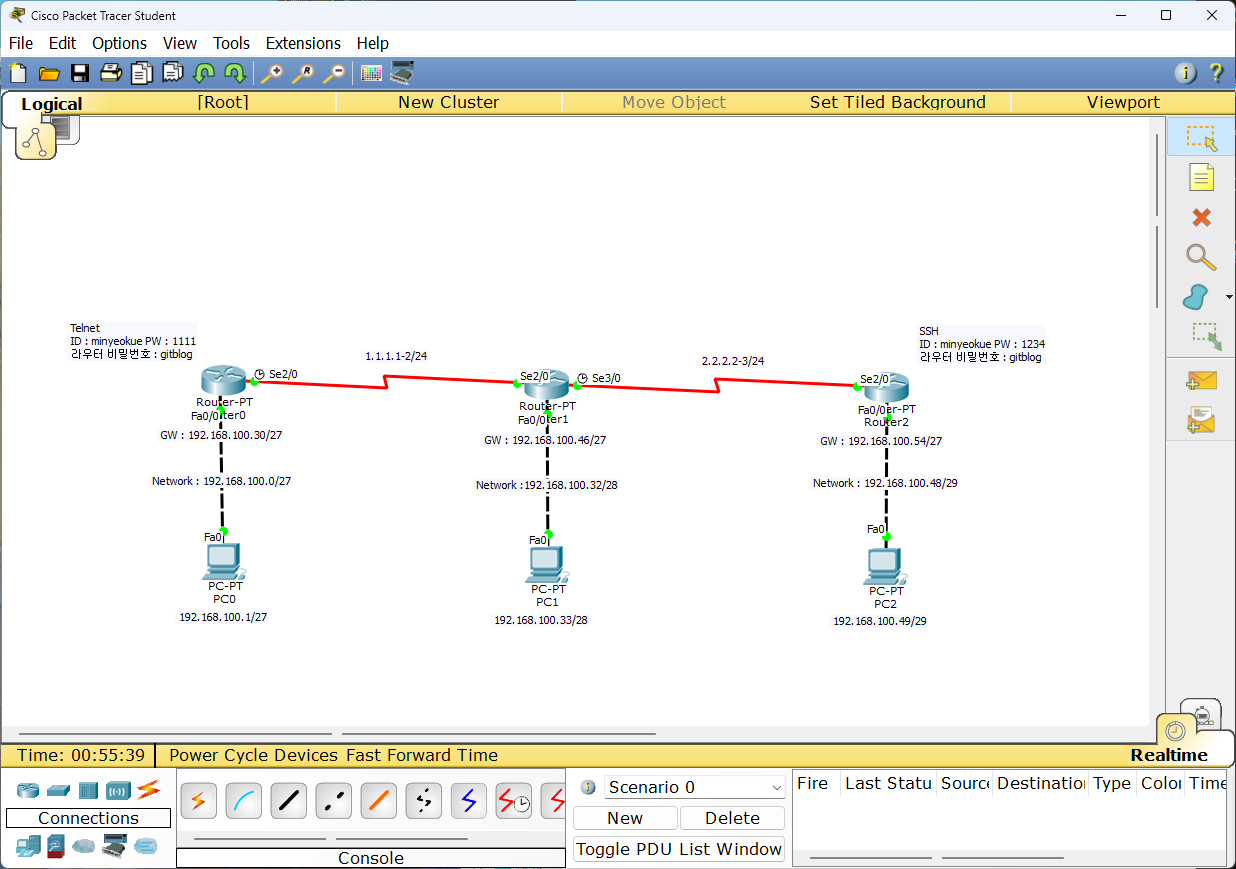 Cisco Packet Tracer Student
File Edit Options View Tools Extensions Help
Logical [Root] New Cluster Move Object Set Tiled Background Viewport
Telnet
ID : minyeokue PW : 1111
라우터 비밀번호 : gitblog
SSH
ID : minyeokue PW : 1234
라우터 비밀번호 : gitblog
1.1.1.1-2/24
2.2.2.2-3/24
Se2/0
Se2/0
Se3/0
Se2/0
Router-PT
Fa0/0
GW : 192.168.100.30/27
Router-PT
Fa0/0
GW : 192.168.100.46/27
Fa0/0
Router2
GW : 192.168.100.54/27
Network : 192.168.100.0/27
Network :192.168.100.32/28
Network : 192.168.100.48/29
Fa0
PC-PT
PC0
192.168.100.1/27
Fa0
PC-PT
PC1
192.168.100.33/28
Fa0
PC-PT
PC2
192.168.100.49/29
Time: 00:55:39 Power Cycle Devices Fast Forward Time Realtime
Connections
Console
Scenario 0
New Delete
Toggle PDU List Window
Fire Last Statu Source Destination Type Color Time